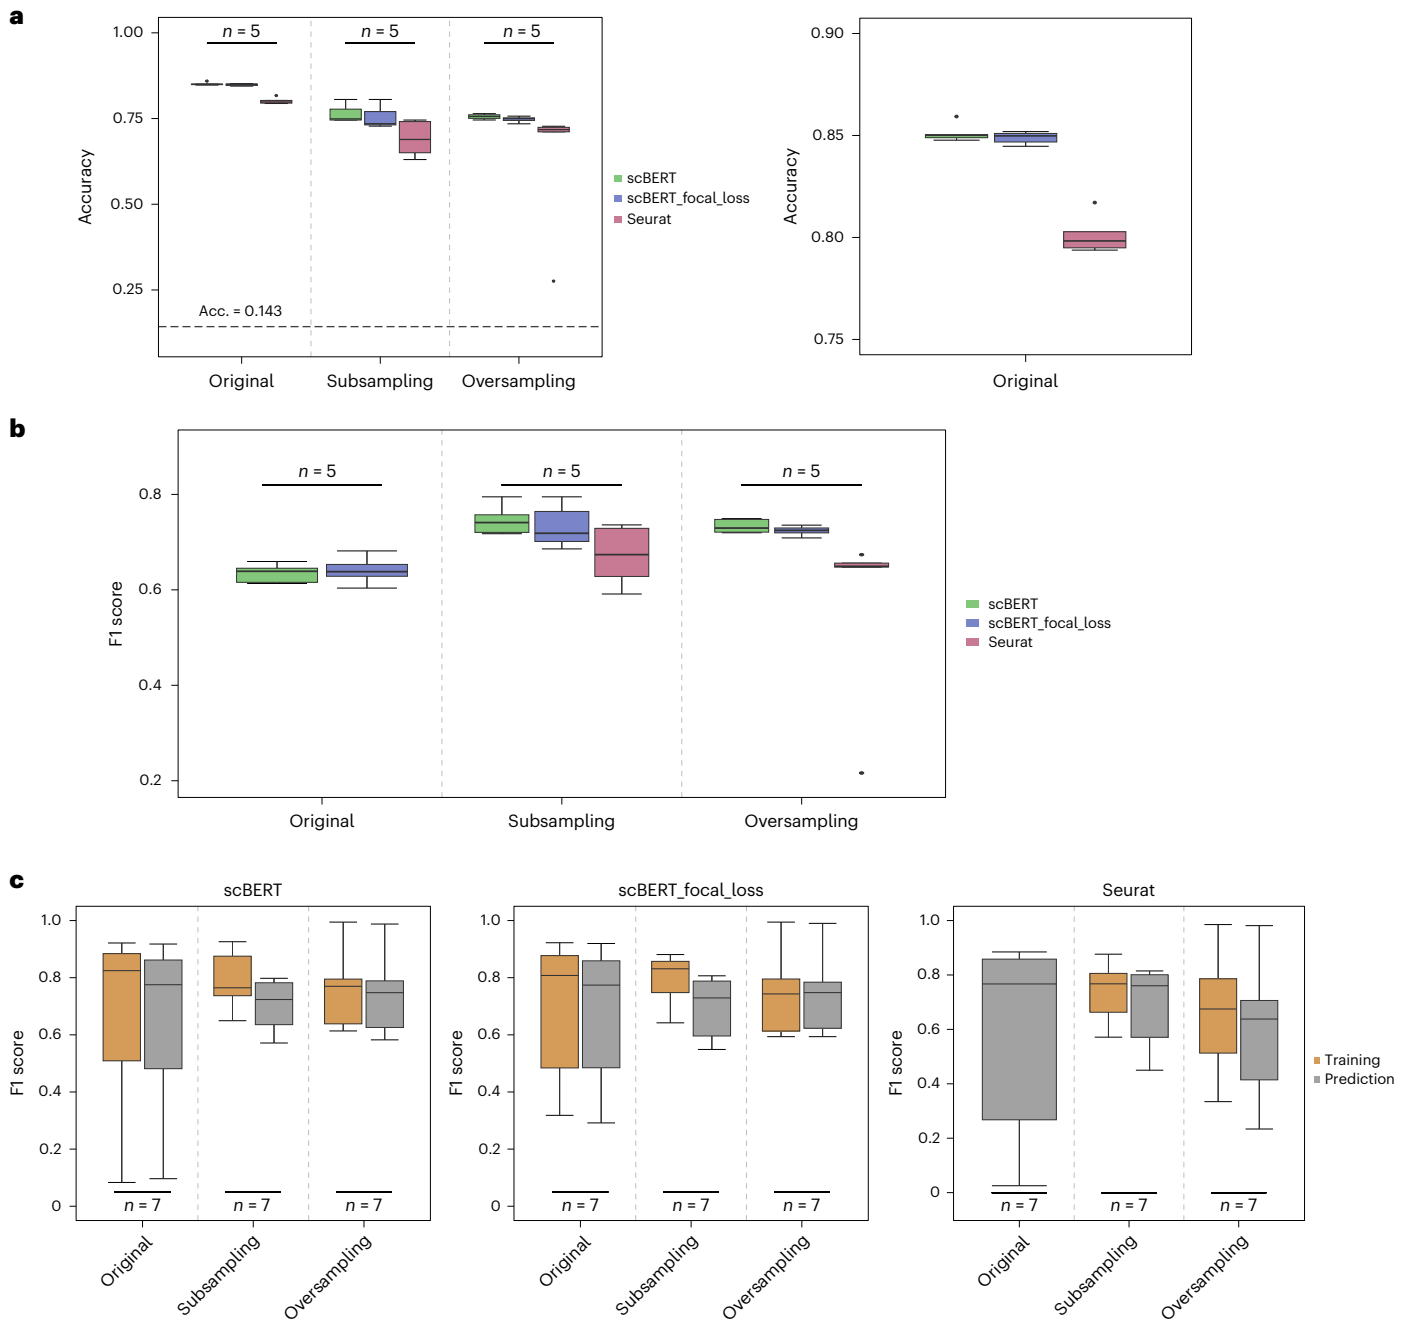 a
1.00
0.75
0.50
0.25
Accuracy
n = 5
n = 5
n = 5
Acc. = 0.143
Original
Subsampling
Oversampling
scBERT
scBERT_focal_loss
Seurat
0.90
0.85
0.80
0.75
Accuracy
Original
b
0.8
0.6
0.4
0.2
F1 score
n = 5
n = 5
n = 5
Original
Subsampling
Oversampling
scBERT
scBERT_focal_loss
Seurat
c
scBERT
1.0
0.8
0.6
0.4
0.2
0
F1 score
n = 7
n = 7
n = 7
Original
Subsampling
Oversampling
scBERT_focal_loss
1.0
0.8
0.6
0.4
0.2
0
F1 score
n = 7
n = 7
n = 7
Original
Subsampling
Oversampling
Seurat
1.0
0.8
0.6
0.4
0.2
0
F1 score
n = 7
n = 7
n = 7
Original
Subsampling
Oversampling
Training
Prediction